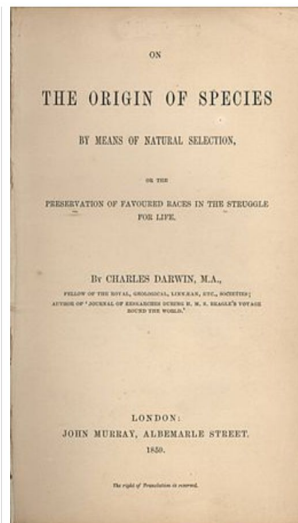 ON
THE ORIGIN OF SPECIES
BY MEANS OF NATURAL SELECTION,
OR THE
PRESERVATION OF FAVOURED RACES IN THE STRUGGLE
FOR LIFE.
BY CHARLES DARWIN, M.A.,
FELLOW OF THE ROYAL, GEOLOGICAL, LINNÆAN, ETC., SOCIETIES;
AUTHOR OF 'JOURNAL OF RESEARCHES DURING H. M. S. BEAGLE'S VOYAGE
ROUND THE WORLD.'
LONDON:
JOHN MURRAY, ALBEMARLE STREET.
1859.
The right of Translation is reserved.